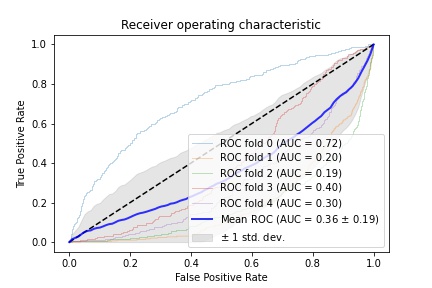 Receiver operating characteristic
True Positive Rate
1.0
0.8
0.6
0.4
0.2
0.0
ROC fold 0 (AUC = 0.72)
ROC fold 1 (AUC = 0.20)
ROC fold 2 (AUC = 0.19)
ROC fold 3 (AUC = 0.40)
ROC fold 4 (AUC = 0.30)
Mean ROC (AUC = 0.36 ± 0.19)
± 1 std. dev.
0.0 0.2 0.4 0.6 0.8 1.0
False Positive Rate